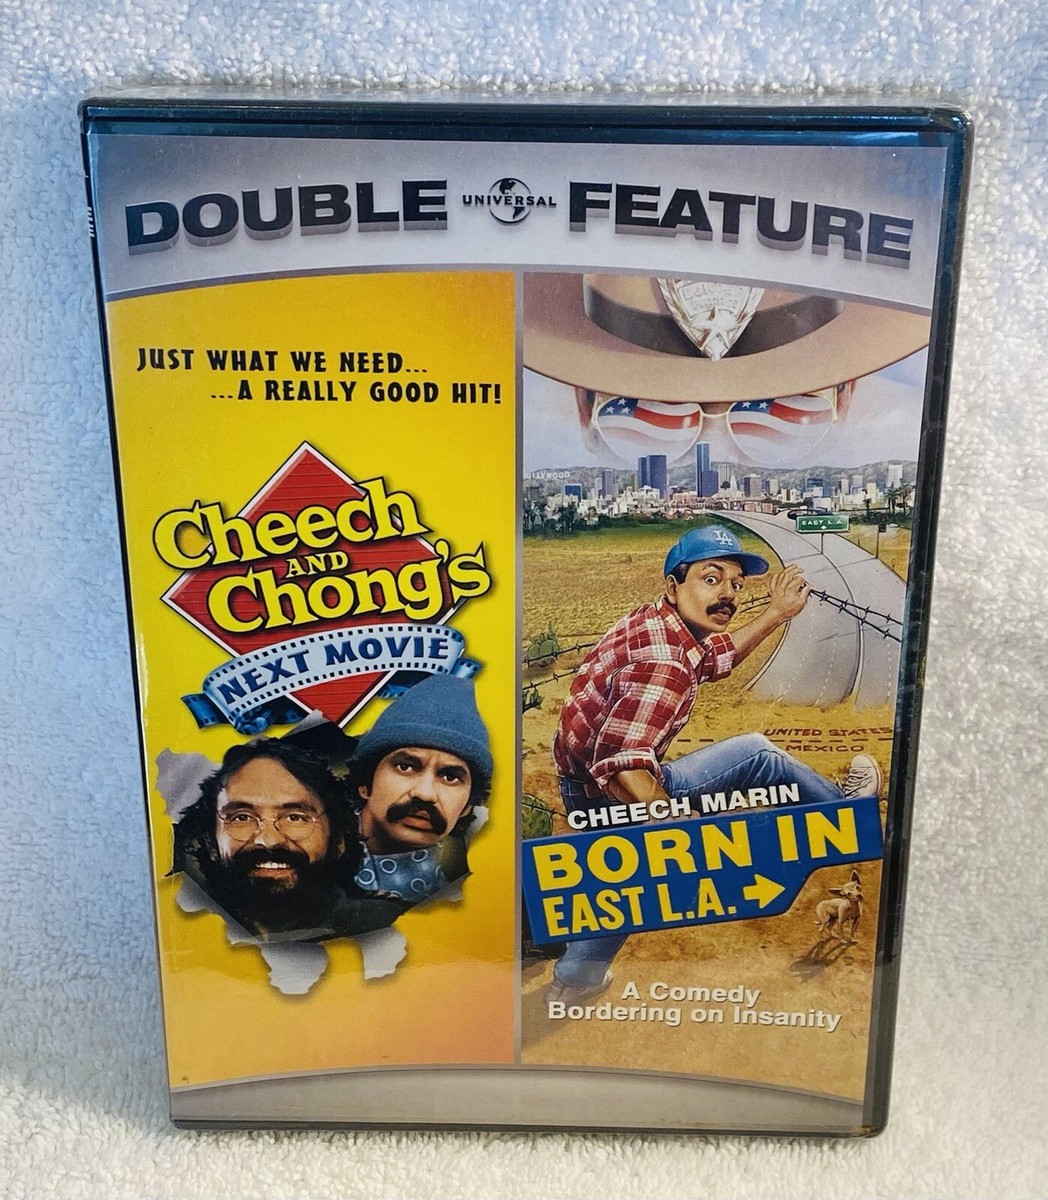 DOUBLE UNIVERSAL FEATURE
JUST WHAT WE NEED...
...A REALLY GOOD HIT!
Cheech
AND
Chong's
NEXT MOVIE
EAST L.A.
LA
UNITED STATES
MEXICO
CHEECH MARIN
BORN IN
EAST L.A.
A Comedy
Bordering on Insanity